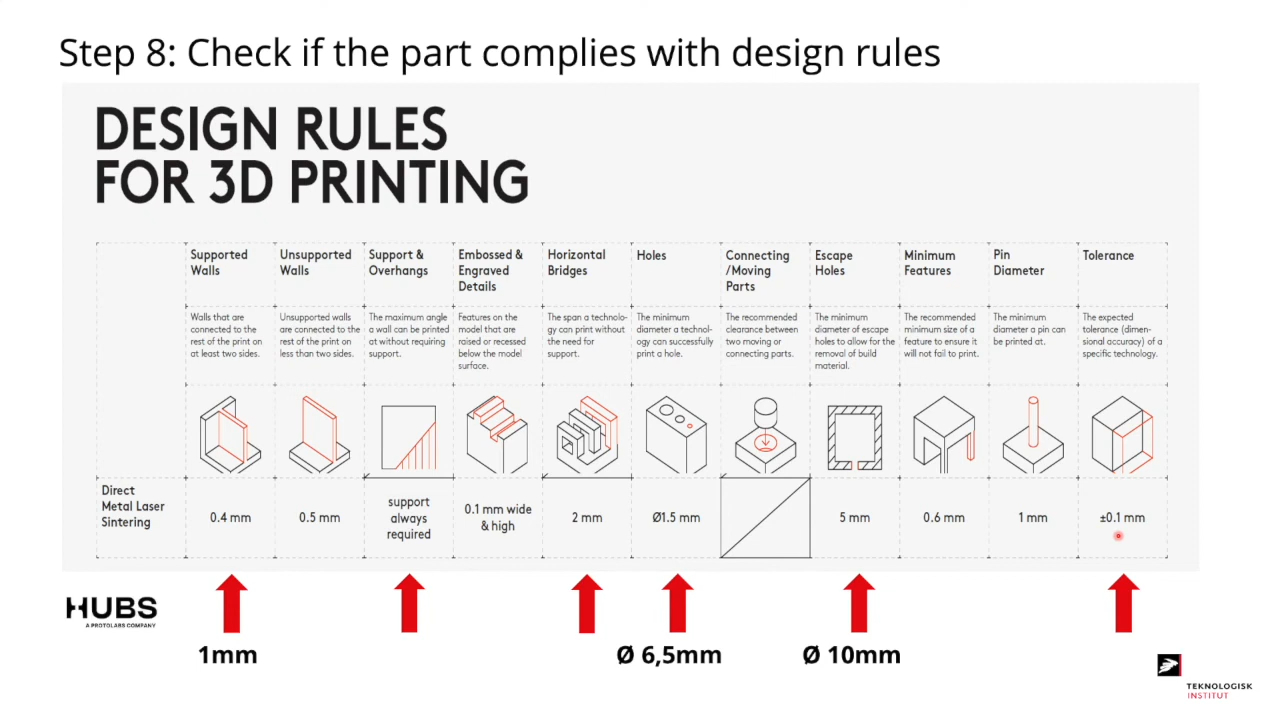 Step 8: Check if the part complies with design rules
DESIGN RULES
FOR 3D PRINTING
Supported
Walls
Unsupported
Walls
Support &
Overhangs
Embossed &
Engraved
Details
Horizontal
Bridges
Holes
Connecting
/Moving
Parts
Escape
Holes
Minimum
Features
Pin
Diameter
Tolerance
Walls that are
connected to the
rest of the print on
at least two sides.
Unsupported walls
are connected to the
rest of the print on
less than two sides.
The maximum angle
a wall can be printed
at without requiring
support.
Features on the
model that are
raised or recessed
below the model
surface.
The span a technolo-
gy can print without
the need for
support.
The minimum
diameter a technol-
ogy can successfully
print a hole.
The recommended
clearance between
two moving or
connecting parts.
The minimum
diameter of escape
holes to allow for the
removal of build
material.
The recommended
minimum size of a
feature to ensure it
will not fail to print.
The minimum
diameter a pin can
be printed at.
The expected
tolerance (dimen-
sional accuracy) of a
specific technology.
Direct
Metal Laser
Sintering
0.4 mm
0.5 mm
support
always
required
0.1 mm wide
& high
2 mm
Ø1.5 mm
5 mm
0.6 mm
1 mm
±0.1 mm
HUBS
A PROTOLABS COMPANY
1mm
Ø 6,5mm
Ø 10mm
TEKNOLOGISK
INSTITUT